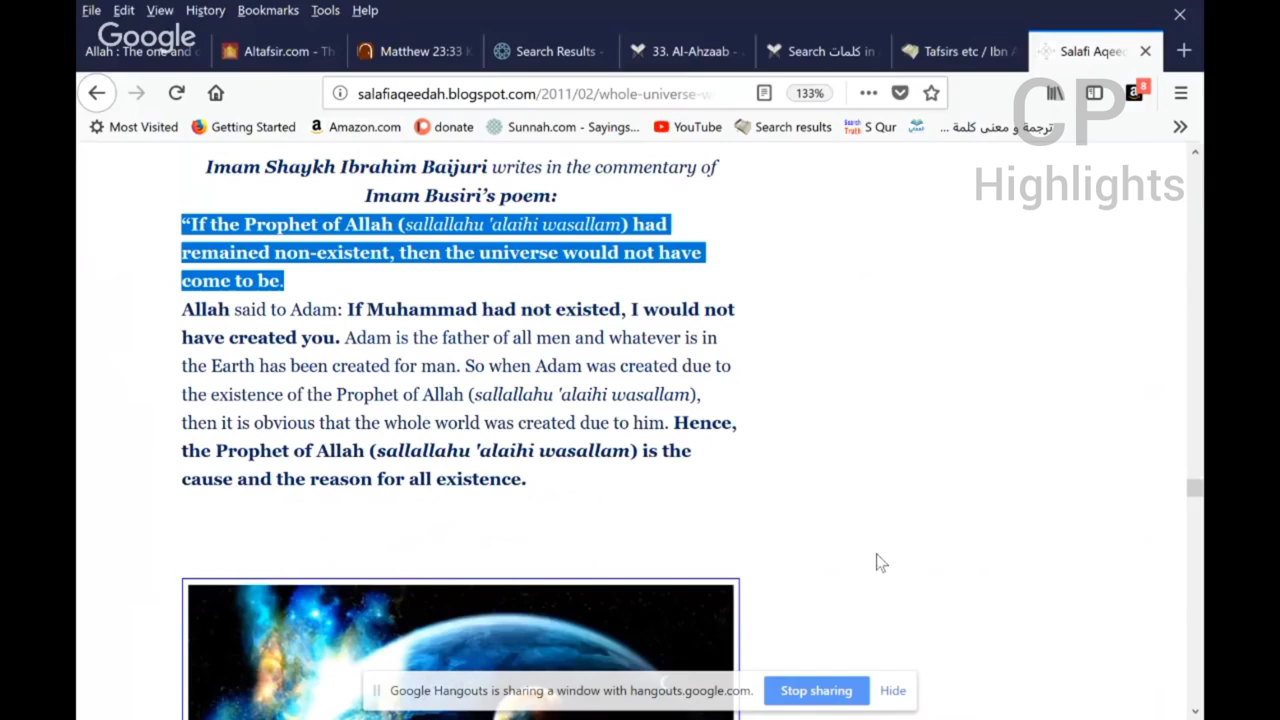 File Edit View History Bookmarks Tools Help
Google
Allah : The one and
Altafsir.com - Th
Matthew 23:33
Search Results -
33. Al-Ahzaab -
Search كلمات in
Tafsirs etc / Ibn
Salafi Aqee
salafiaqeedah.blogspot.com/2011/02/whole-universe-w
133%
8
CP
Highlights
Most Visited
Getting Started
Amazon.com
donate
Sunnah.com - Sayings...
YouTube
Search results
S Qur
ترجمة و معنى كلمة ...
Imam Shaykh Ibrahim Baijuri writes in the commentary of
Imam Busiri’s poem:
“If the Prophet of Allah (sallallahu 'alaihi wasallam) had
remained non-existent, then the universe would not have
come to be.
Allah said to Adam: If Muhammad had not existed, I would not
have created you. Adam is the father of all men and whatever is in
the Earth has been created for man. So when Adam was created due to
the existence of the Prophet of Allah (sallallahu 'alaihi wasallam),
then it is obvious that the whole world was created due to him. Hence,
the Prophet of Allah (sallallahu 'alaihi wasallam) is the
cause and the reason for all existence.
Google Hangouts is sharing a window with hangouts.google.com.
Stop sharing
Hide